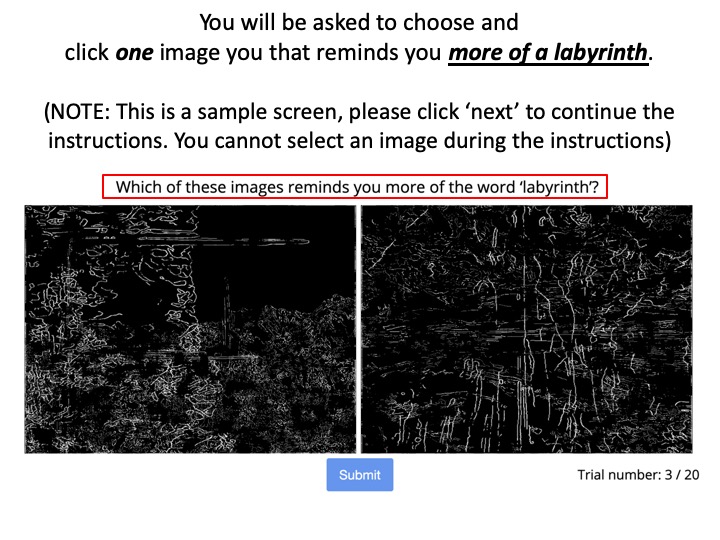 You will be asked to choose and
click one image you that reminds you more of a labyrinth.
(NOTE: This is a sample screen, please click ‘next’ to continue the
instructions. You cannot select an image during the instructions)
Which of these images reminds you more of the word ‘labyrinth’?
Submit
Trial number: 3 / 20